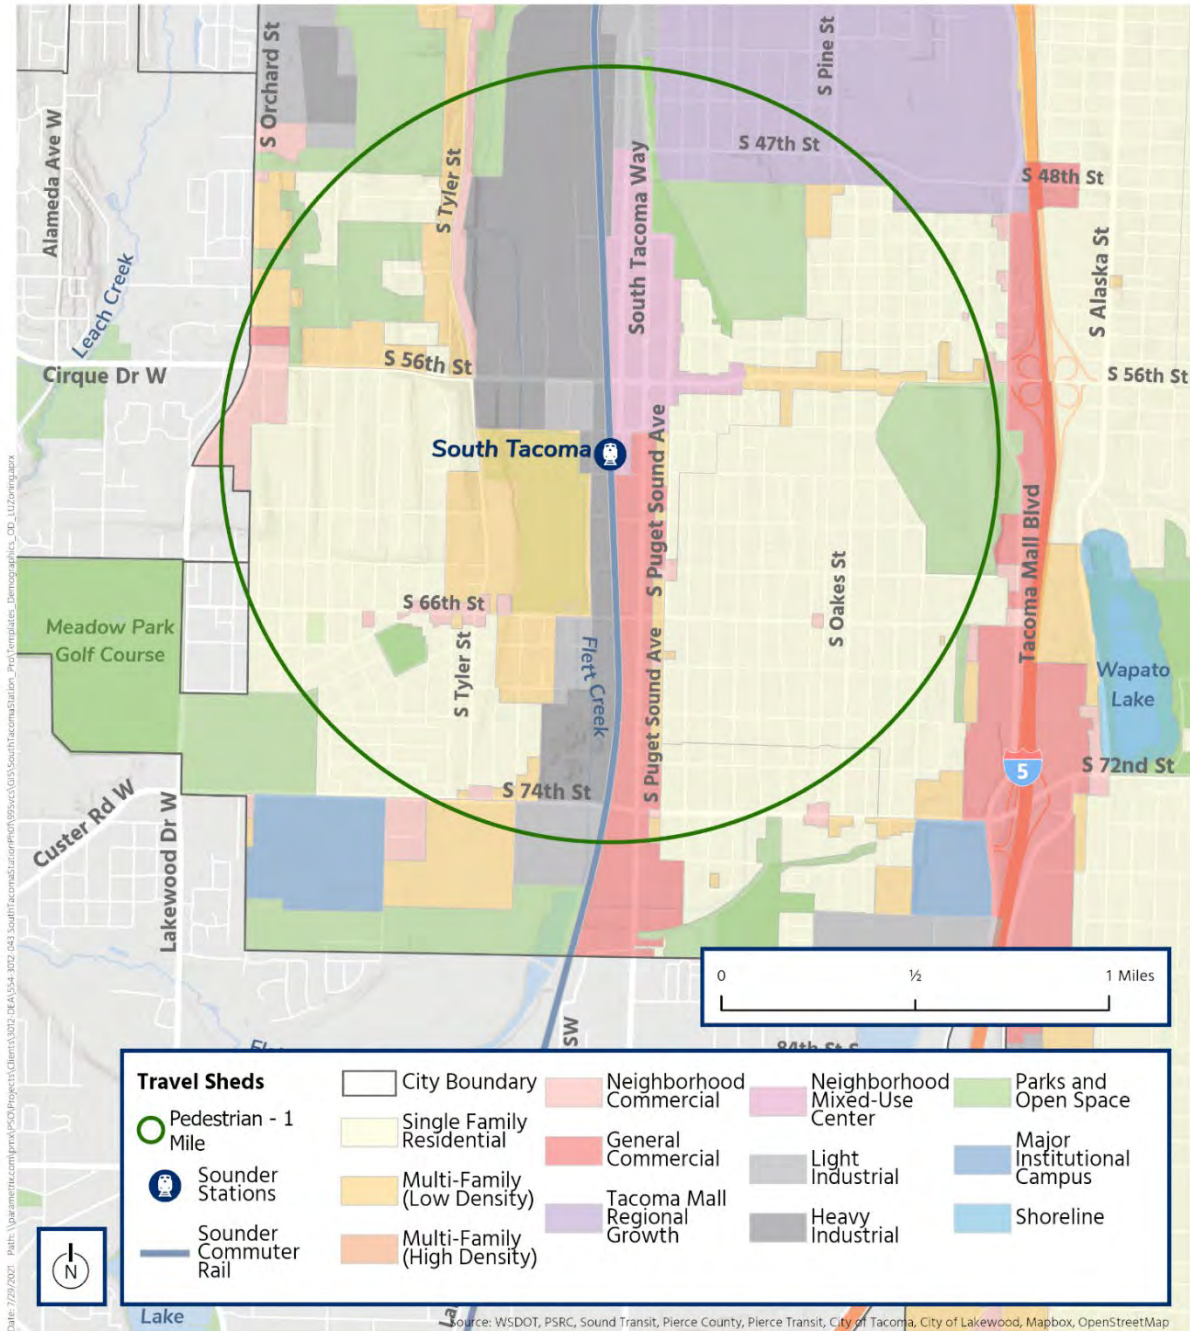 S Orchard St
Alameda Ave W
Leach Creek
Cirque Dr W
S Tyler St
S Pine St
S 47th St
South Tacoma Way
S 48th St
S Alaska St
S 56th St
S 56th St
South Tacoma
S Puget Sound Ave
Tacoma Mall Blvd
S Oakes St
S 66th St
S Tyler St
Meadow Park
Golf Course
Flett Creek
S Puget Sound Ave
Wapato
Lake
5
S 72nd St
S 74th St
Custer Rd W
Lakewood Dr W
SW
0
½
1 Miles
Travel Sheds
Pedestrian - 1
Mile
Sounder
Stations
Sounder
Commuter
Rail
City Boundary
Single Family
Residential
Multi-Family
(Low Density)
Multi-Family
(High Density)
Neighborhood
Commercial
General
Commercial
Tacoma Mall
Regional
Growth
Neighborhood
Mixed-Use
Center
Light
Industrial
Heavy
Industrial
Parks and
Open Space
Major
Institutional
Campus
Shoreline
N
Lake
Source: WSDOT, PSRC, Sound Transit, Pierce County, Pierce Transit, City of Tacoma, City of Lakewood, Mapbox, OpenStreetMap